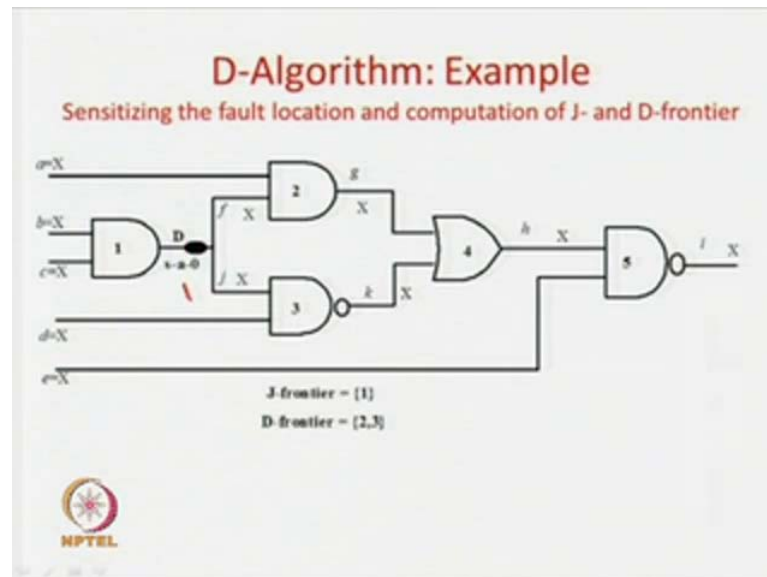 D-Algorithm: Example
Sensitizing the fault location and computation of J- and D-frontier
a=X
g
2
X
f X
b=X
D
1
h X
l X
4
5
c=X
s-a-0
j X
k X
3
d=X
e=X
J-frontier = {1}
D-frontier = {2,3}
NPTEL